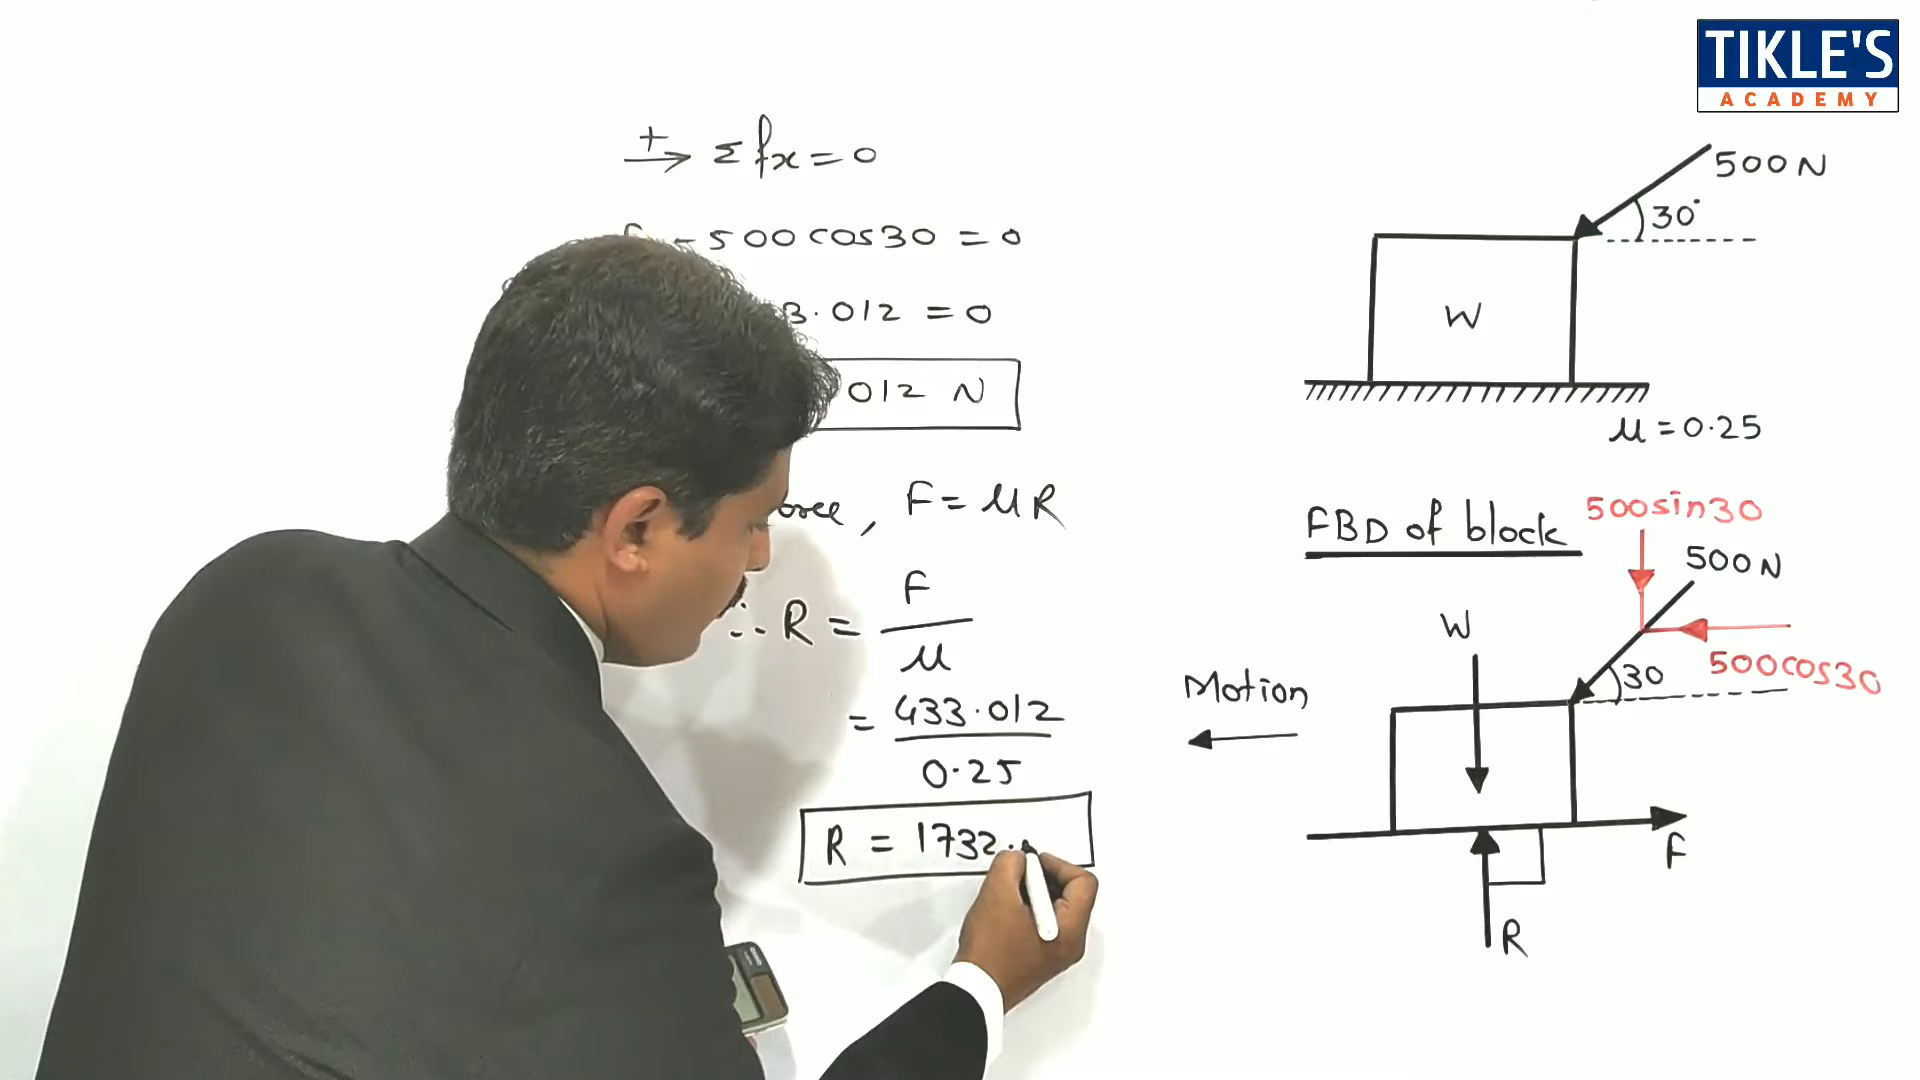 TIKLE'S
ACADEMY
+
→ Σfx = 0
- 500 cos30 = 0
3.012 = 0
012 N
, F = μR
∴ R = F / μ
= 433.012 / 0.25
R = 1732.
500 N
30°
W
μ = 0.25
FBD of block
500sin30
500 N
W
500cos30
30
Motion
F
R